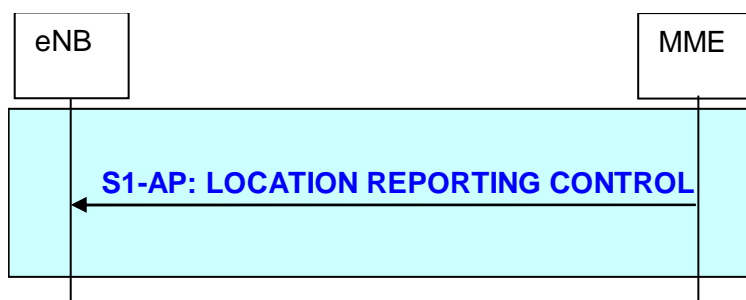 eNB
MME
S1-AP: LOCATION REPORTING CONTROL